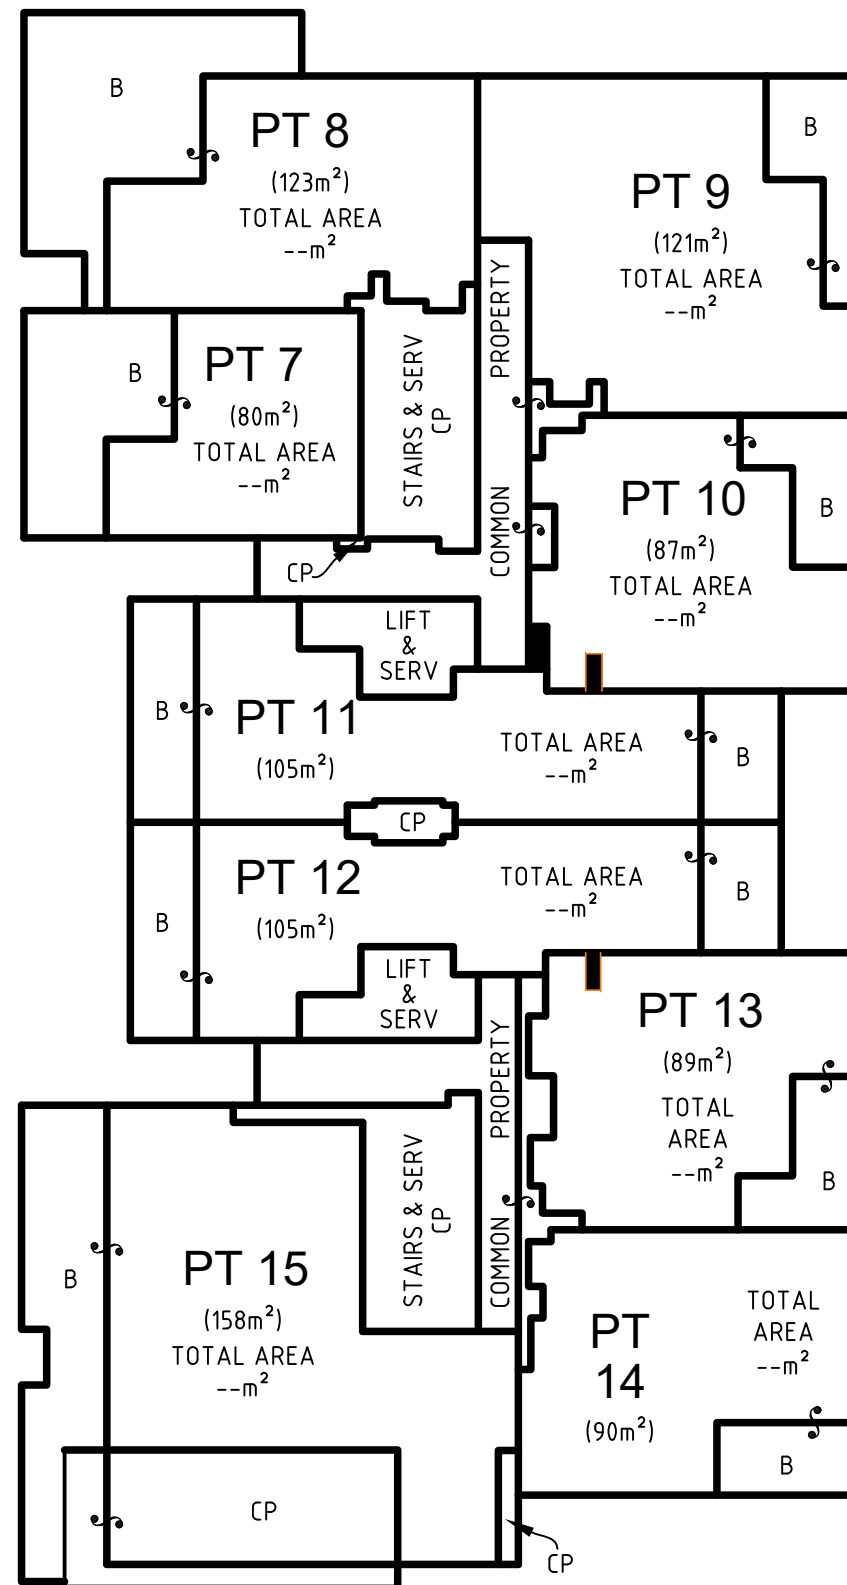 B
PT 8
(123m²)
TOTAL AREA
--m²
B
PT 9
(121m²)
TOTAL AREA
--m²
B
PT 7
(80m²)
TOTAL AREA
--m²
STAIRS & SERV
CP
COMMON PROPERTY
PT 10
(87m²)
TOTAL AREA
--m²
B
CP
LIFT
&
SERV
B
PT 11
(105m²)
TOTAL AREA
--m²
B
CP
B
PT 12
(105m²)
TOTAL AREA
--m²
B
LIFT
&
SERV
PT 13
(89m²)
TOTAL
AREA
--m²
B
COMMON PROPERTY
STAIRS & SERV
CP
B
PT 15
(158m²)
TOTAL AREA
--m²
PT
14
(90m²)
TOTAL
AREA
--m²
B
CP
CP